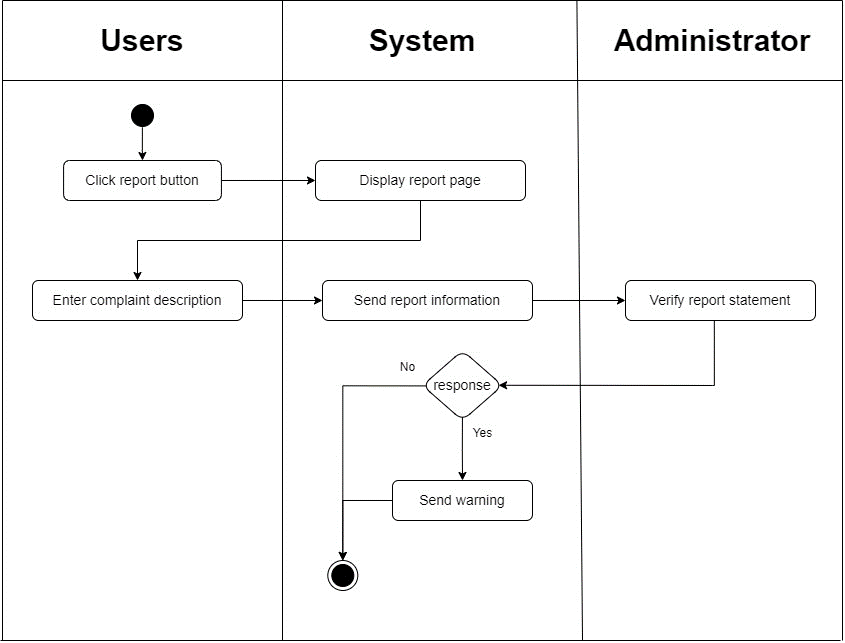 Users
System
Administrator
Click report button
Display report page
Enter complaint description
Send report information
Verify report statement
No
response
Yes
Send warning